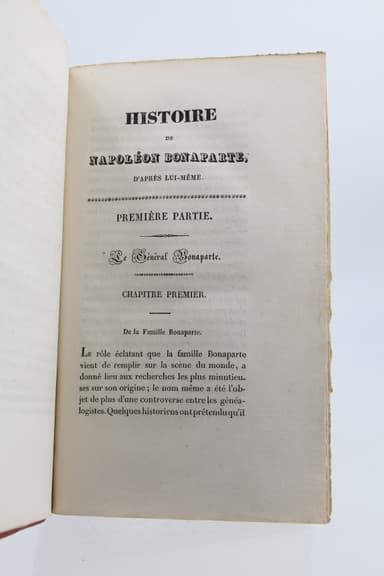 HISTOIRE
DE
NAPOLÉON BONAPARTE,
D'APRÈS LUI-MÊME.
PREMIÈRE PARTIE.
Le Général Bonaparte.
CHAPITRE PREMIER.
De la Famille Bonaparte.
Le rôle éclatant que la famille Bonaparte
vient de remplir sur la scène du monde, a
donné lieu aux recherches les plus minutieu-
ses sur son origine ; le nom même a été l'ob-
jet de plus d'une controverse entre les généa-
logistes. Quelques historiens ont prétendu qu'il